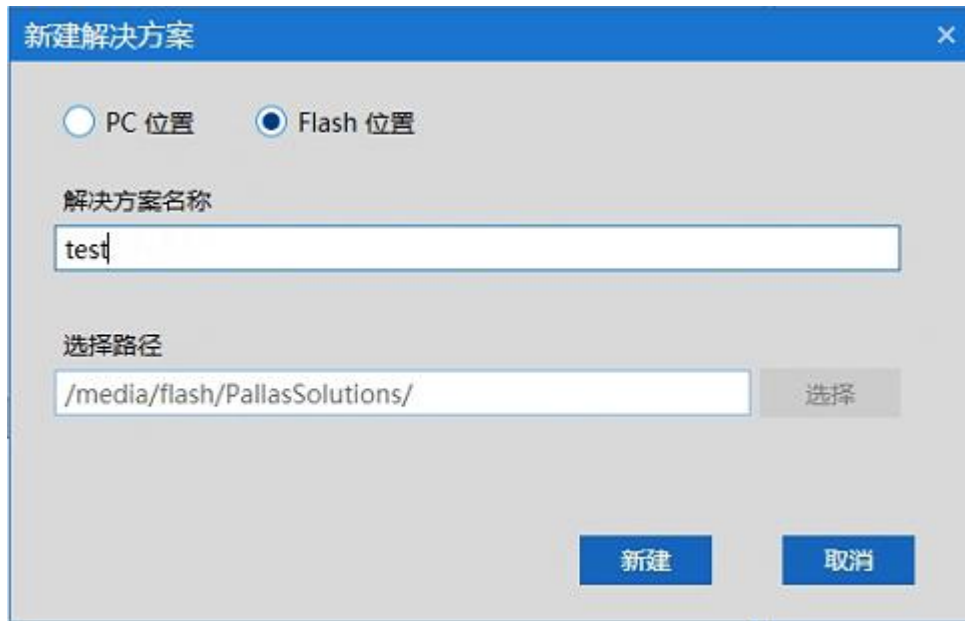 新建解决方案
PC 位置 Flash 位置
解决方案名称
test
选择路径
/media/flash/PallasSolutions/ 选择
新建 取消